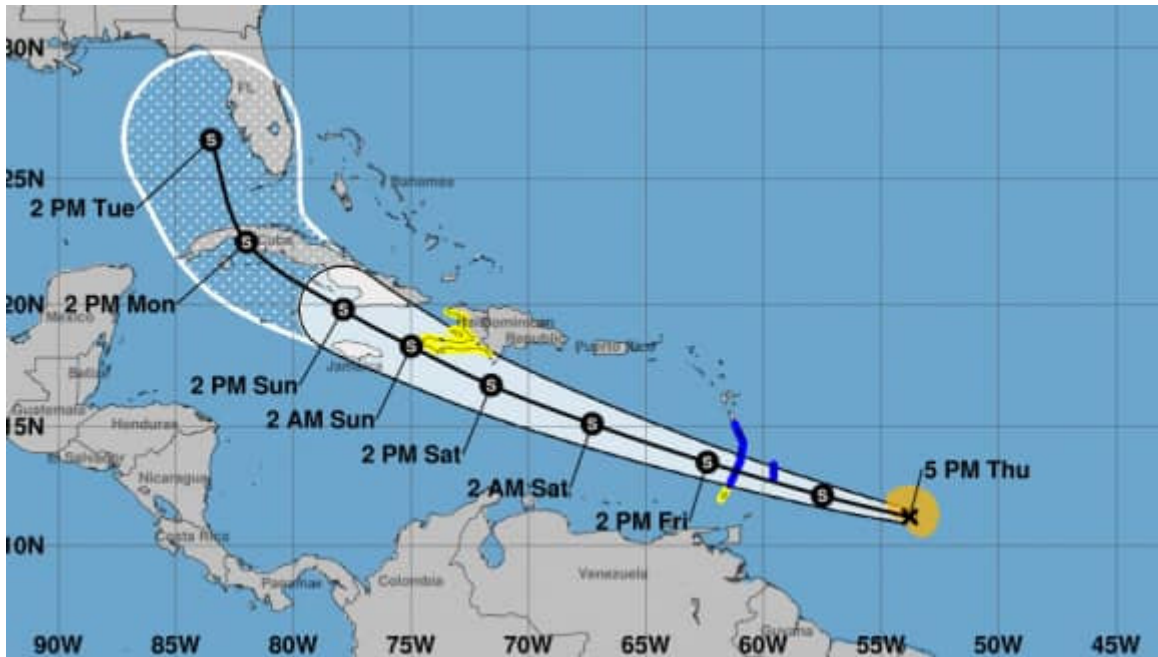 30N
FL
25N
Bahamas
2 PM Tue
Cuba
2 PM Mon
20N
Mexico
Dominican
Republic
Puerto Rico
Jamaica
2 PM Sun
Belize
2 AM Sun
Guatemala
15N
Honduras
El Salvador
2 PM Sat
Nicaragua
2 AM Sat
5 PM Thu
2 PM Fri
10N
Costa Rica
Panamar
Colombia
Venezuela
Guyana
90W 85W 80W 75W 70W 65W 60W 55W 50W 45W
S
S
S
S
S
S
S
S